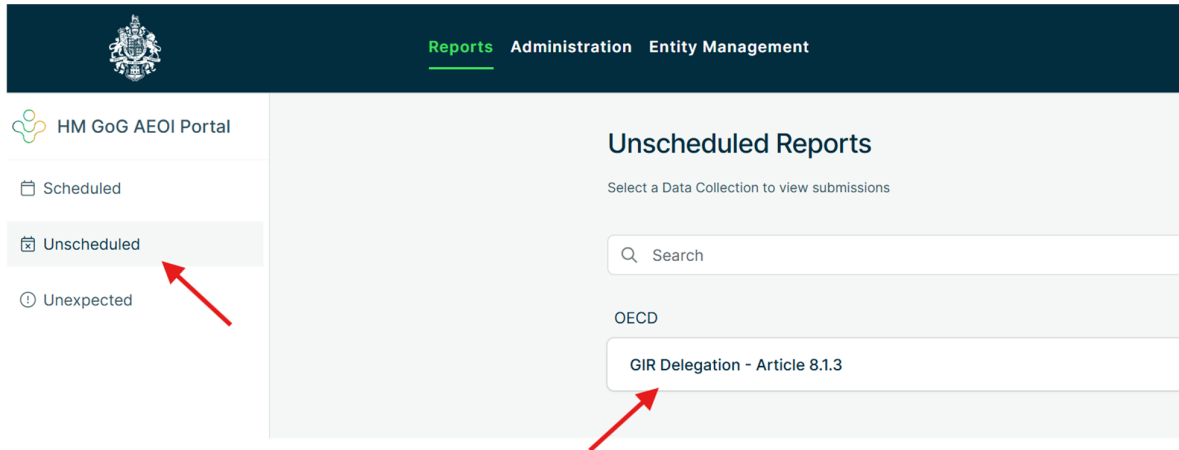 Reports Administration Entity Management
HM GoG AEOI Portal
Scheduled
Unscheduled
Unexpected
Unscheduled Reports
Select a Data Collection to view submissions
Search
OECD
GIR Delegation - Article 8.1.3